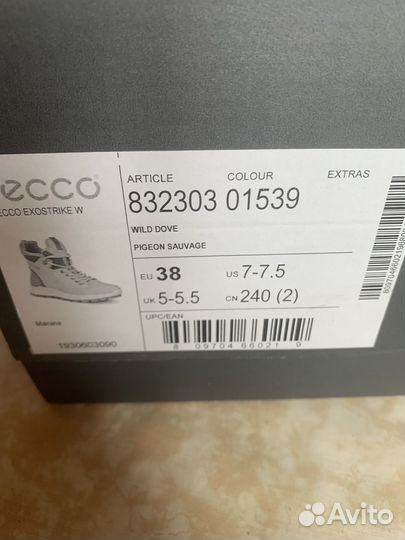 ecco
ECCO EXOSTRIKE W
ARTICLE COLOUR EXTRAS
832303 01539
WILD DOVE
PIGEON SAUVAGE
EU 38 US 7-7.5
UK 5-5.5 CN 240 (2)
UPC/EAN
8 09704 66021 9
1930603090
Avito